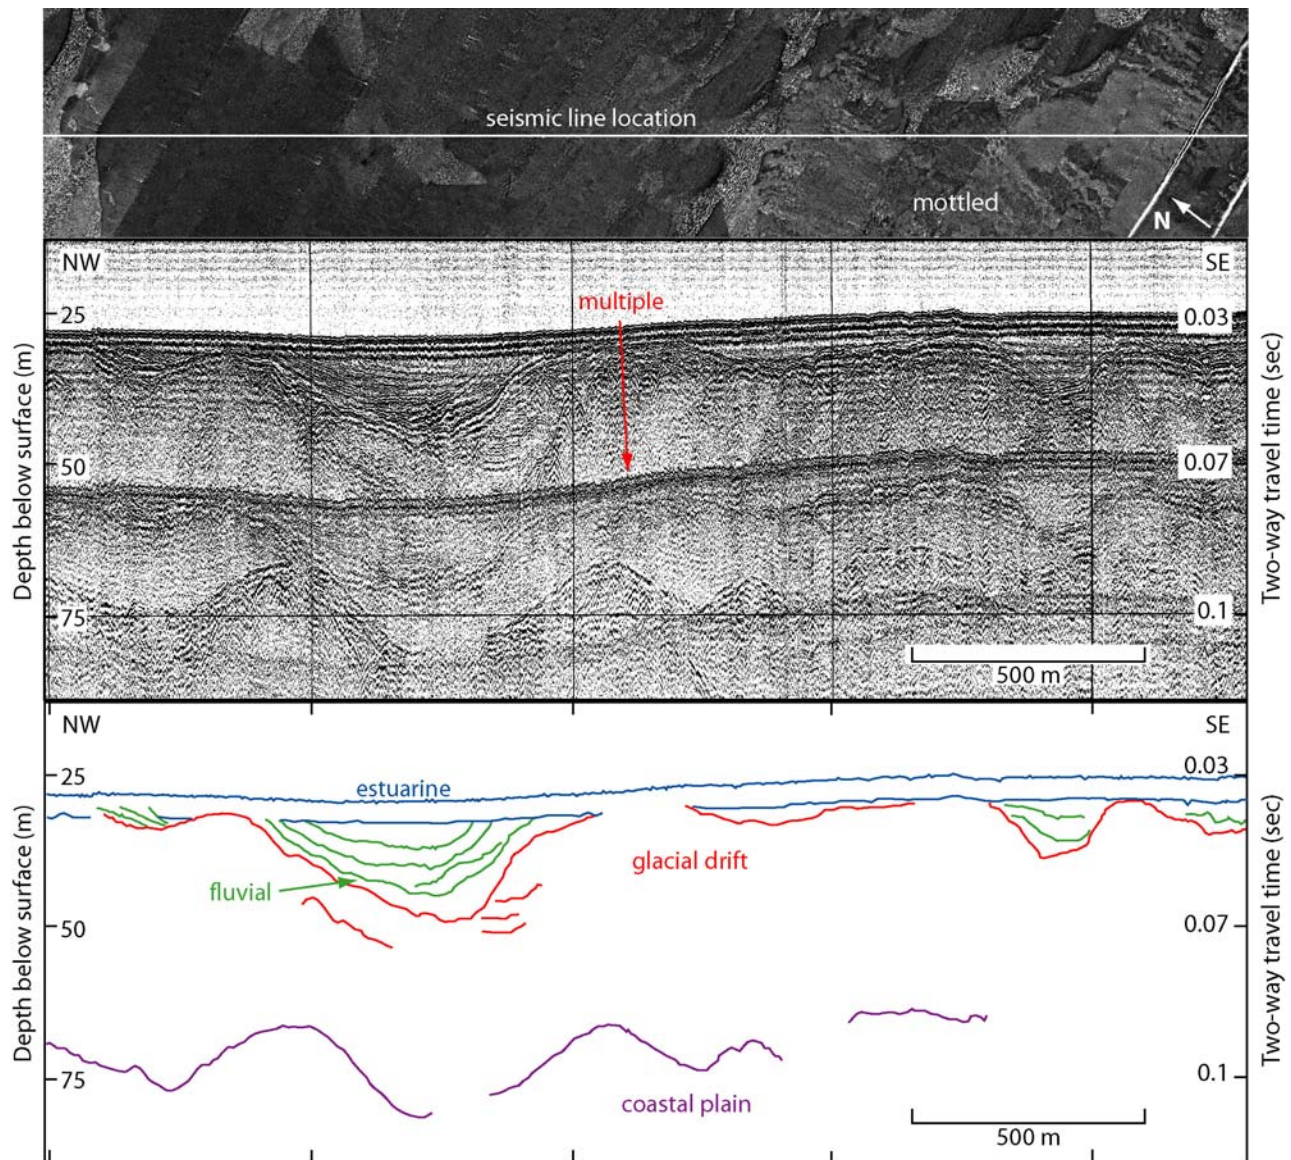 seismic line location
mottled
N
NW
SE
multiple
25
0.03
50
0.07
75
0.1
500 m
Depth below surface (m)
Two-way travel time (sec)
NW
SE
25
0.03
estuarine
glacial drift
fluvial
50
0.07
75
0.1
coastal plain
500 m
Depth below surface (m)
Two-way travel time (sec)